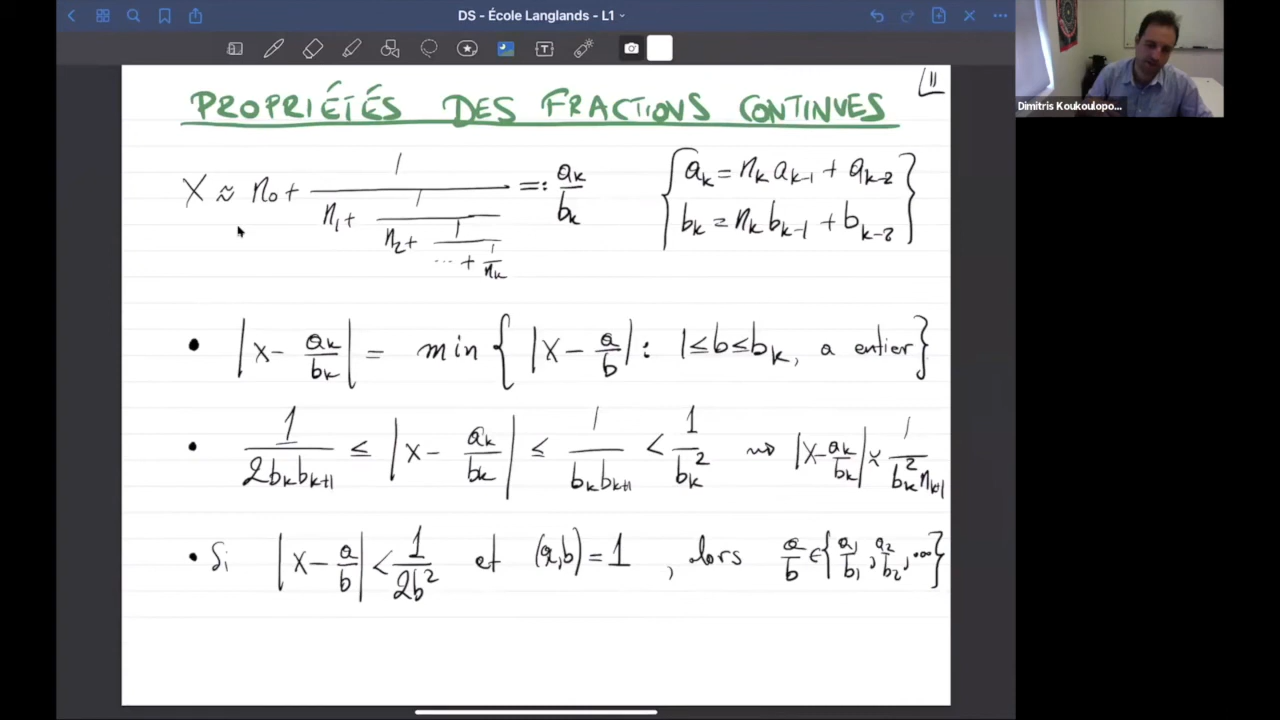 DS - École Langlands - L1
Dimitris Koukoulopo...
11
PROPRIÉTÉS DES FRACTIONS CONTINUES
X ≈ n₀ + 1/(n₁ + 1/(n₂ + 1/(... + 1/nₖ))) =: aₖ/bₖ
{aₖ = nₖ aₖ₋₁ + aₖ₋₂
bₖ = nₖ bₖ₋₁ + bₖ₋₂}
• |x - aₖ/bₖ| = min { |x - a/b| : 1 ≤ b ≤ bₖ, a entier }
• 1/(2bₖbₖ₊₁) ≤ |x - aₖ/bₖ| ≤ 1/(bₖbₖ₊₁) < 1/bₖ² ⇝ |x - aₖ/bₖ| ≍ 1/(bₖ² nₖ₊₁)
• Si |x - a/b| < 1/(2b²) et (a,b) = 1, lors a/b ∈ {a₁/b₁, a₂/b₂, ...}